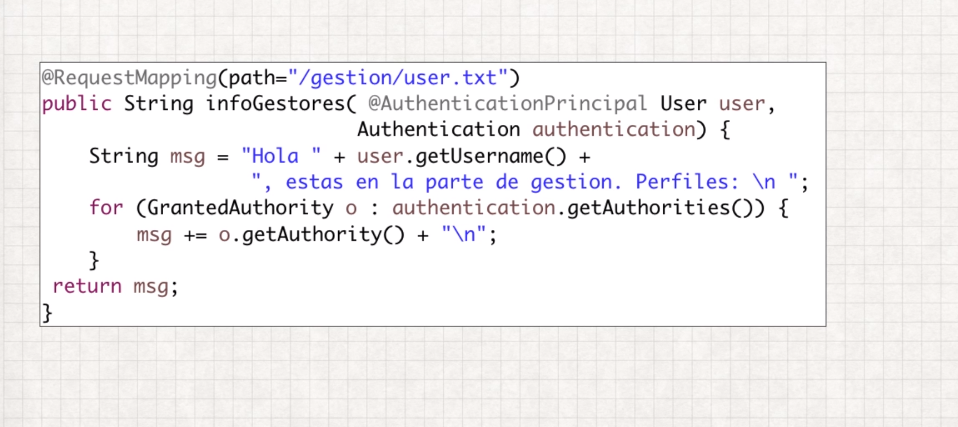 @RequestMapping(path="/gestion/user.txt")
public String infoGestores( @AuthenticationPrincipal User user,
Authentication authentication) {
String msg = "Hola " + user.getUsername() +
", estas en la parte de gestion. Perfiles: \n ";
for (GrantedAuthority o : authentication.getAuthorities()) {
msg += o.getAuthority() + "\n";
}
return msg;
}